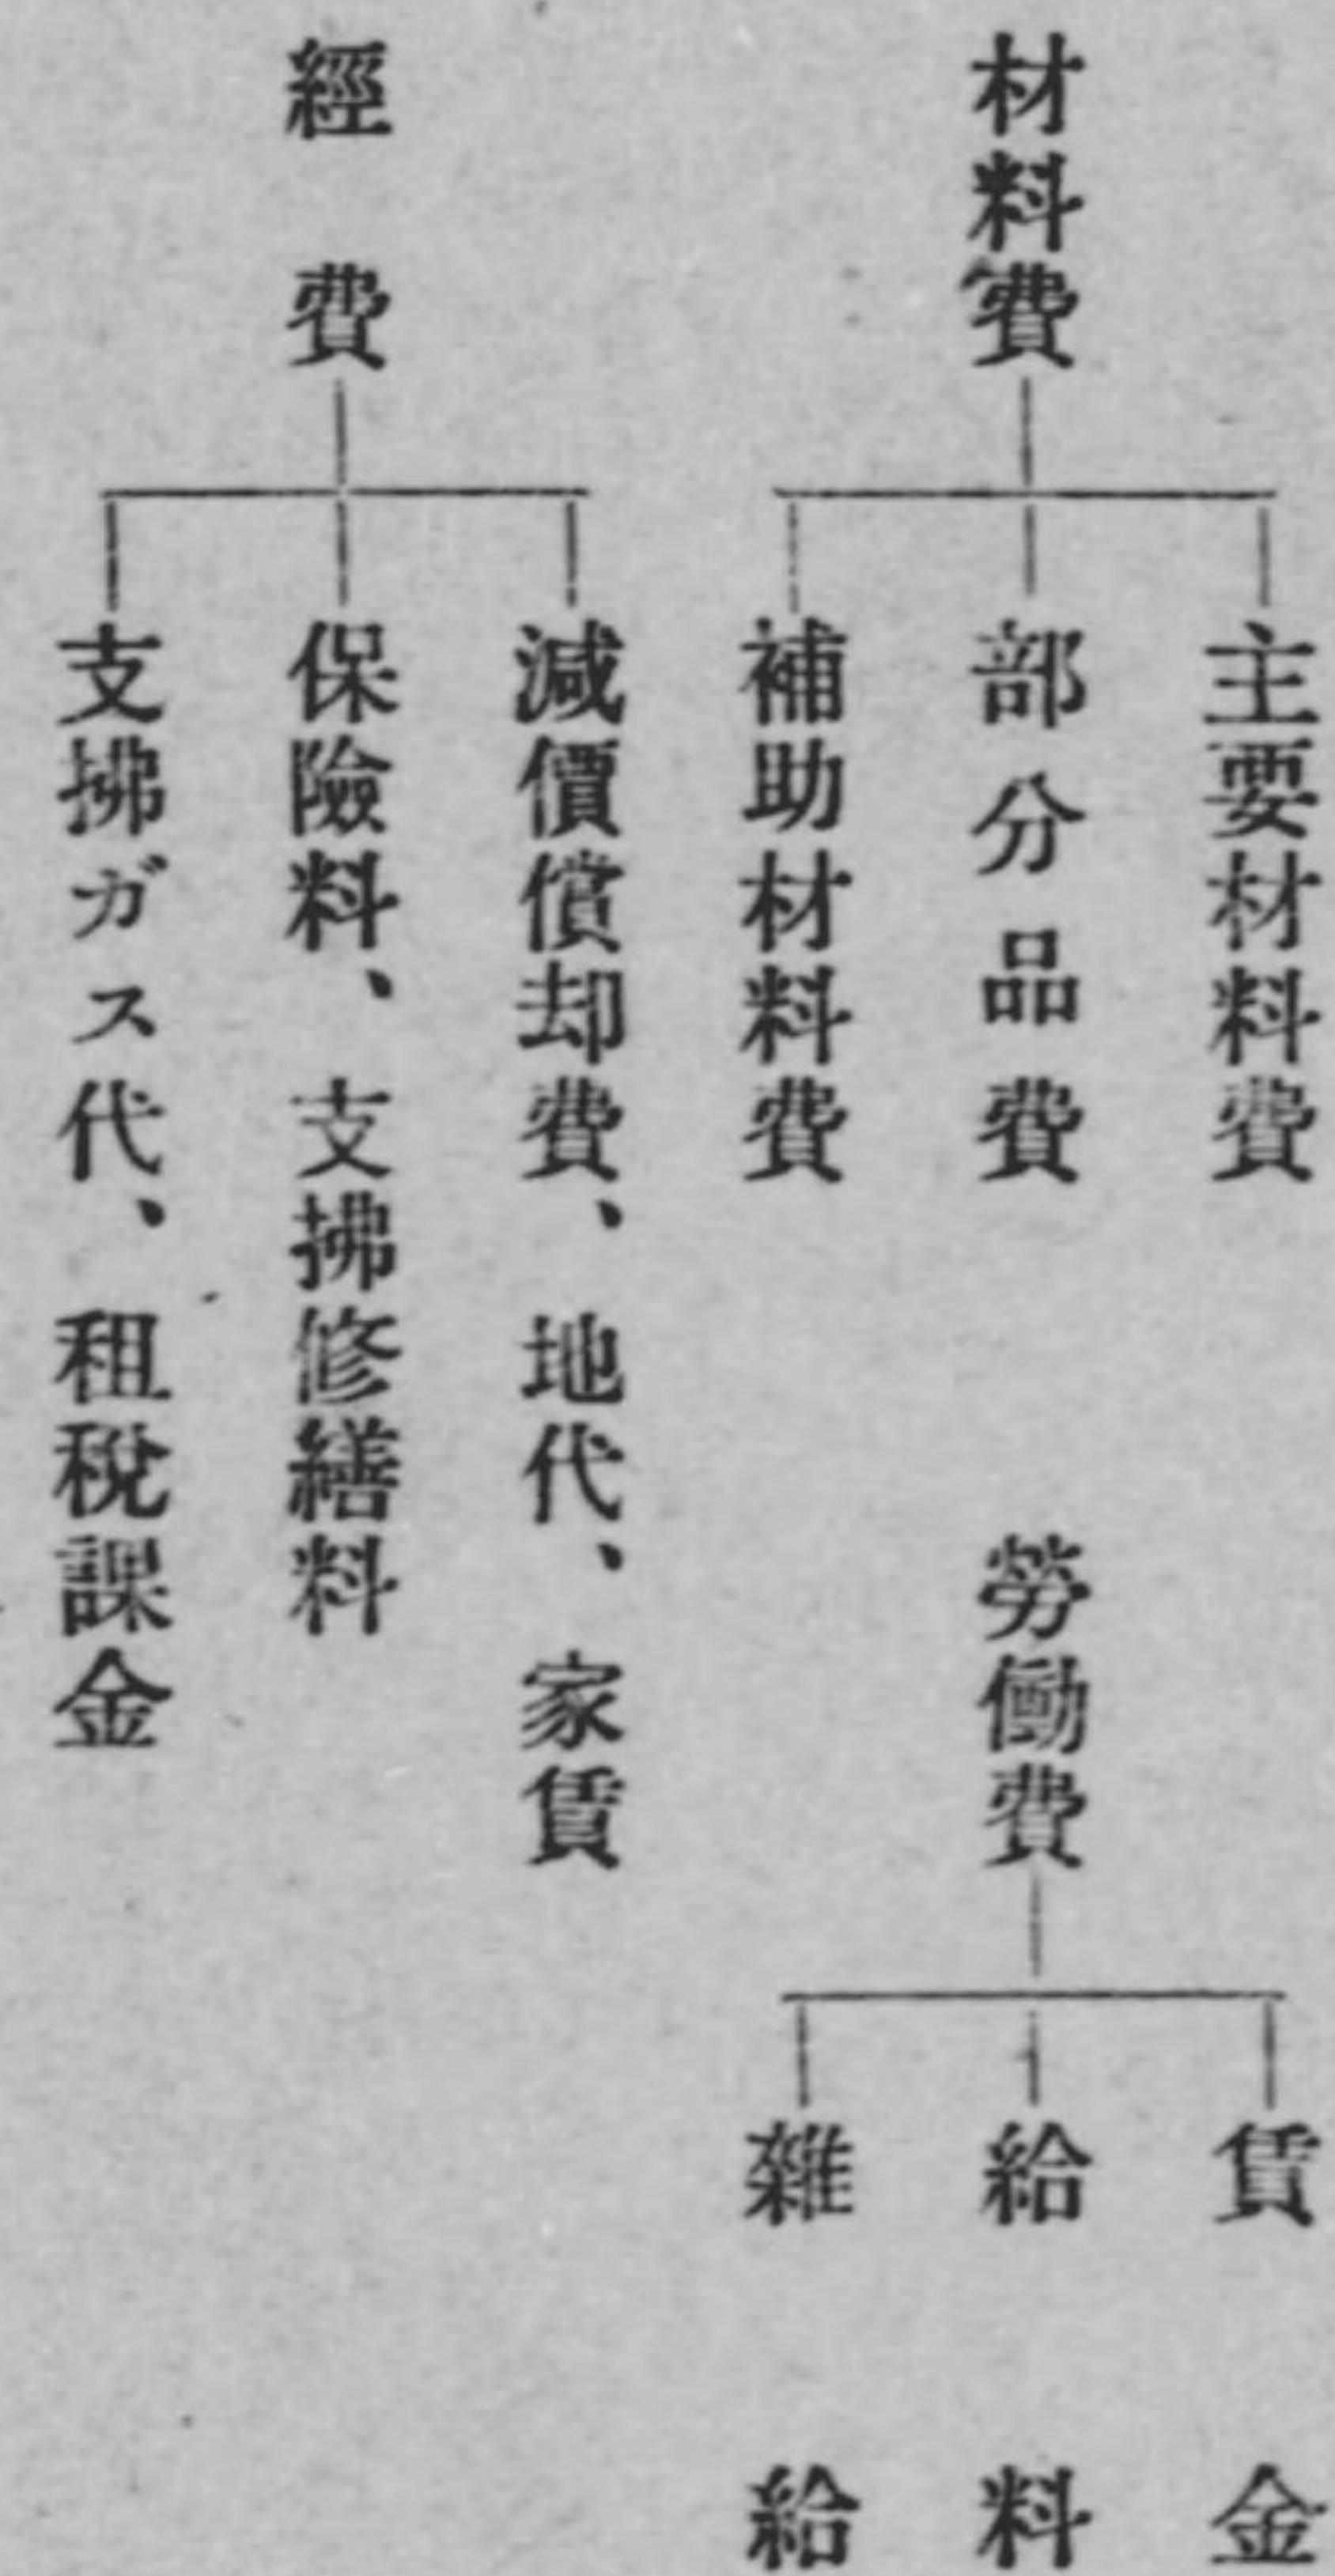 材料費
主要材料費
部分品費
補助材料費
勞働費
賃金
給料
雜給
經費
減價償却費、地代、家賃
保險料、支拂修繕料
支拂ガス代、租税課金